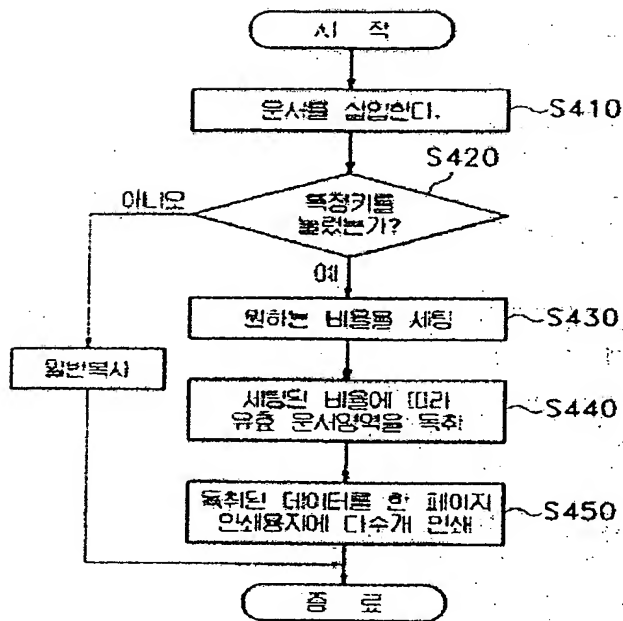 시 작
문서를 삽입한다.
S410
S420
특정키를
눌렀는가?
아니오
예
원하는 비율을 세팅
S430
일반복사
세팅된 비율에 따라
유효 문서영역을 독취
S440
독취된 데이터를 한 페이지
인쇄용지에 다수개 인쇄
S450
종 료